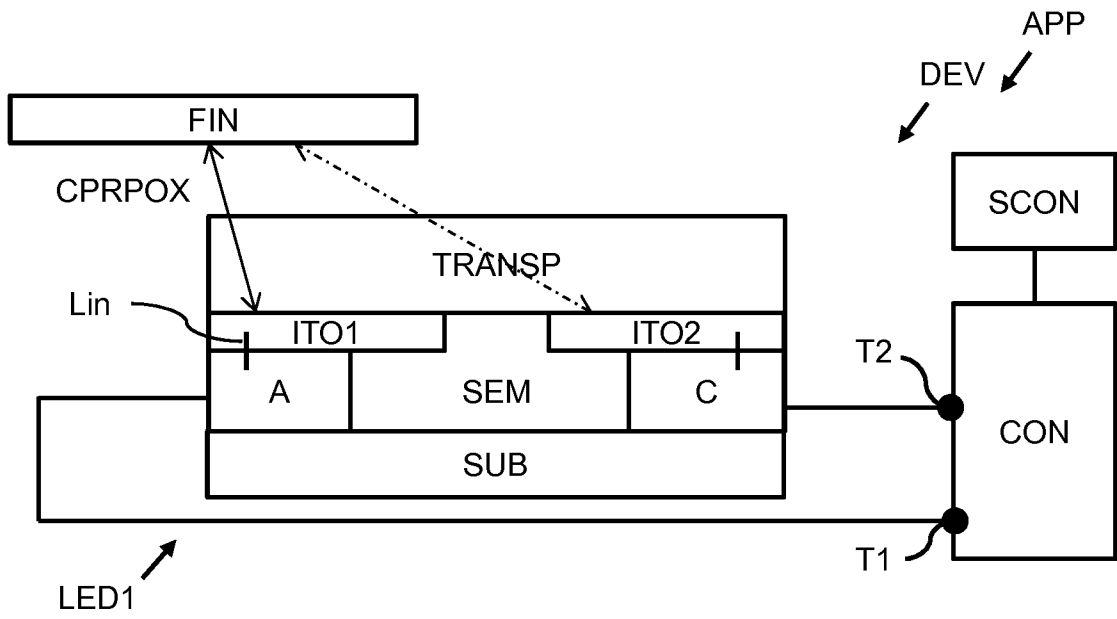 APP
DEV
FIN
CPRPOX
SCON
TRANSP
Lin
ITO1
ITO2
T2
A
SEM
C
CON
SUB
T1
LED1